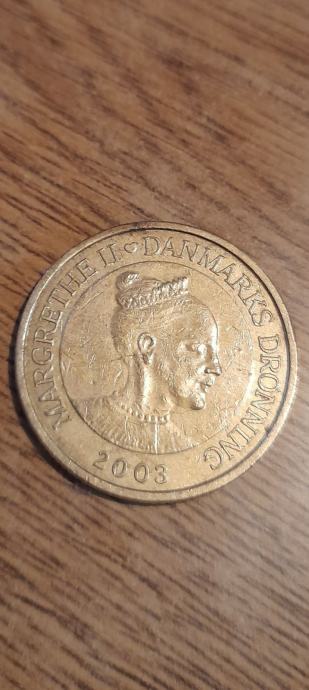 MARGRETHE II ♡ DANMARKS DRONNING
2003